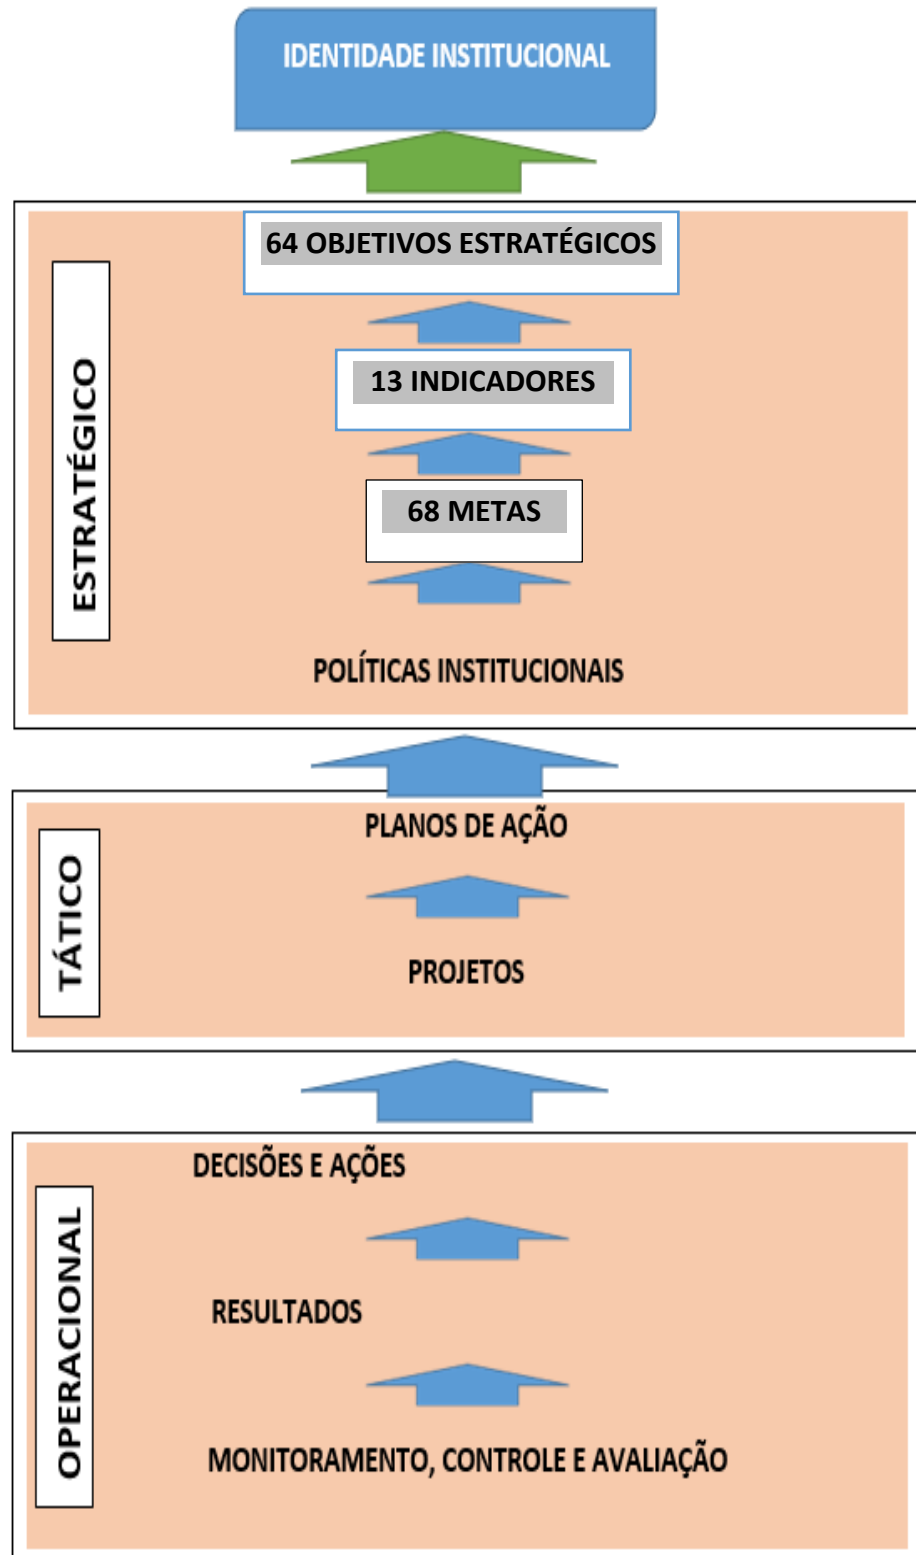 IDENTIDADE INSTITUCIONAL
ESTRATÉGICO
64 OBJETIVOS ESTRATÉGICOS
13 INDICADORES
68 METAS
POLÍTICAS INSTITUCIONAIS
TÁTICO
PLANOS DE AÇÃO
PROJETOS
OPERACIONAL
DECISÕES E AÇÕES
RESULTADOS
MONITORAMENTO, CONTROLE E AVALIAÇÃO